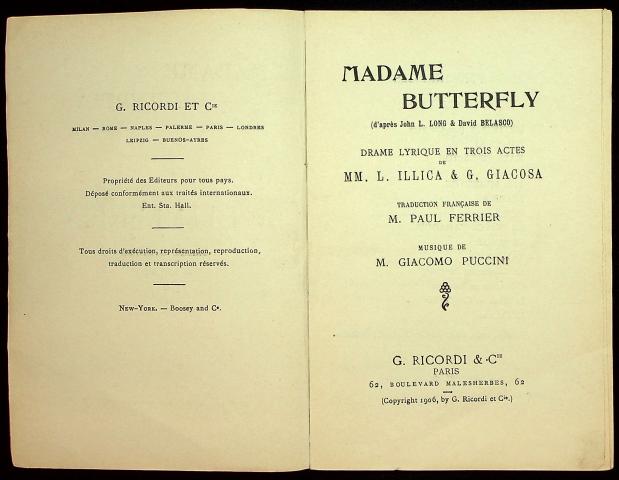 G. RICORDI ET Cie
MILAN — ROME — NAPLES — PALERME — PARIS — LONDRES
LEIPZIG — BUENOS-AYRES
Propriété des Editeurs pour tous pays.
Déposé conformément aux traités internationaux.
Ent. Sta. Hall.
Tous droits d'exécution, représentation, reproduction,
traduction et transcription réservés.
NEW-YORK. — Boosey and Co.
MADAME
BUTTERFLY
(d'après John L. LONG & David BELASCO)
DRAME LYRIQUE EN TROIS ACTES
DE
MM. L. ILLICA & G. GIACOSA
TRADUCTION FRANÇAISE DE
M. PAUL FERRIER
MUSIQUE DE
M. GIACOMO PUCCINI
G. RICORDI & Cie
PARIS
62, BOULEVARD MALESHERBES, 62
(Copyright 1906, by G. Ricordi et Cie.)